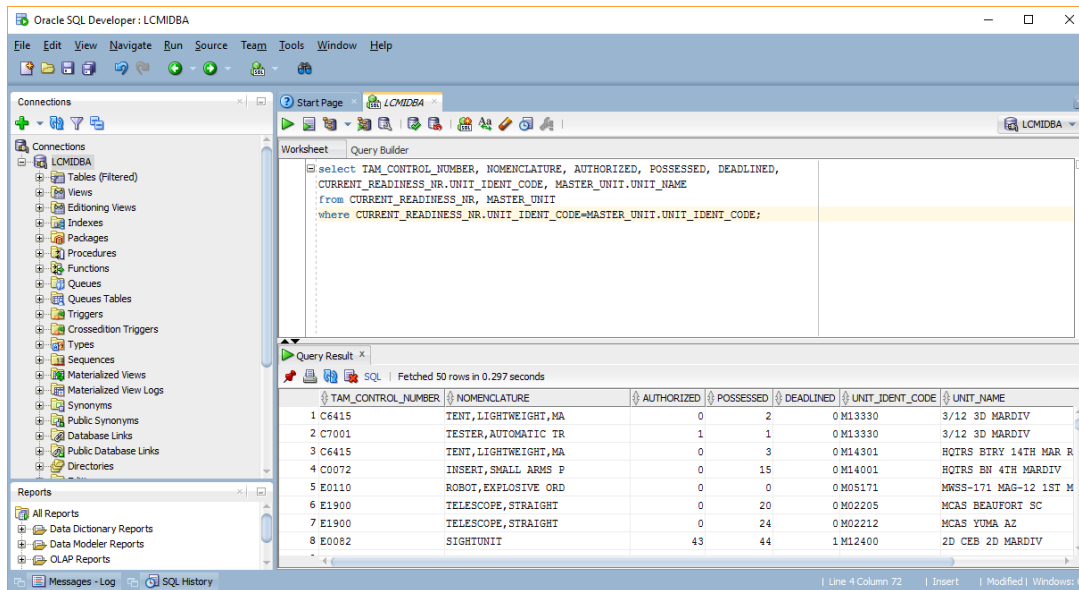 Oracle SQL Developer : LCMIDBA
File Edit View Navigate Run Source Team Tools Window Help
Connections
Start Page
LCMIDBA
LCMIDBA
Worksheet Query Builder
Connections
LCMIDBA
Tables (Filtered)
Views
Editioning Views
Indexes
Packages
Procedures
Functions
Queues
Queues Tables
Triggers
Crossedition Triggers
Types
Sequences
Materialized Views
Materialized View Logs
Synonyms
Public Synonyms
Database Links
Public Database Links
Directories
select TAM_CONTROL_NUMBER, NOMENCLATURE, AUTHORIZED, POSSESSED, DEADLINED,
CURRENT_READINESS_NR.UNIT_IDENT_CODE, MASTER_UNIT.UNIT_NAME
from CURRENT_READINESS_NR, MASTER_UNIT
where CURRENT_READINESS_NR.UNIT_IDENT_CODE=MASTER_UNIT.UNIT_IDENT_CODE;
Query Result
SQL | Fetched 50 rows in 0.297 seconds
TAM_CONTROL_NUMBER NOMENCLATURE AUTHORIZED POSSESSED DEADLINED UNIT_IDENT_CODE UNIT_NAME
1 C6415 TENT,LIGHTWEIGHT,MA 0 2 0 M13330 3/12 3D MARDIV
2 C7001 TESTER,AUTOMATIC TR 1 1 0 M13330 3/12 3D MARDIV
3 C6415 TENT,LIGHTWEIGHT,MA 0 3 0 M14301 HQTRS BTRY 14TH MAR R
4 C0072 INSERT,SMALL ARMS P 0 15 0 M14001 HQTRS BN 4TH MARDIV
5 E0110 ROBOT,EXPLOSIVE ORD 0 0 0 M05171 MWSS-171 MAG-12 1ST M
6 E1900 TELESCOPE,STRAIGHT 0 20 0 M02205 MCAS BEAUFORT SC
7 E1900 TELESCOPE,STRAIGHT 0 24 0 M02212 MCAS YUMA AZ
8 E0082 SIGHTUNIT 43 44 1 M12400 2D CEB 2D MARDIV
Reports
All Reports
Data Dictionary Reports
Data Modeler Reports
OLAP Reports
Messages - Log SQL History
| Line 4 Column 72 | Insert | Modified | Windows: